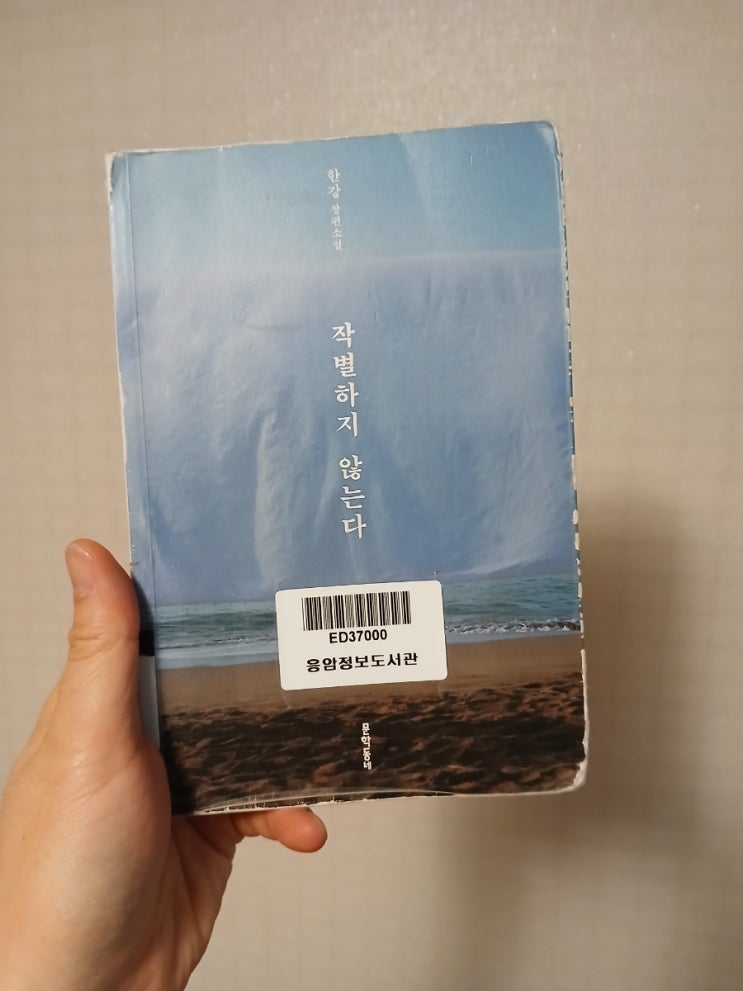 한강 장편소설
작별하지 않는다
ED37000
응암정보도서관
문학동네